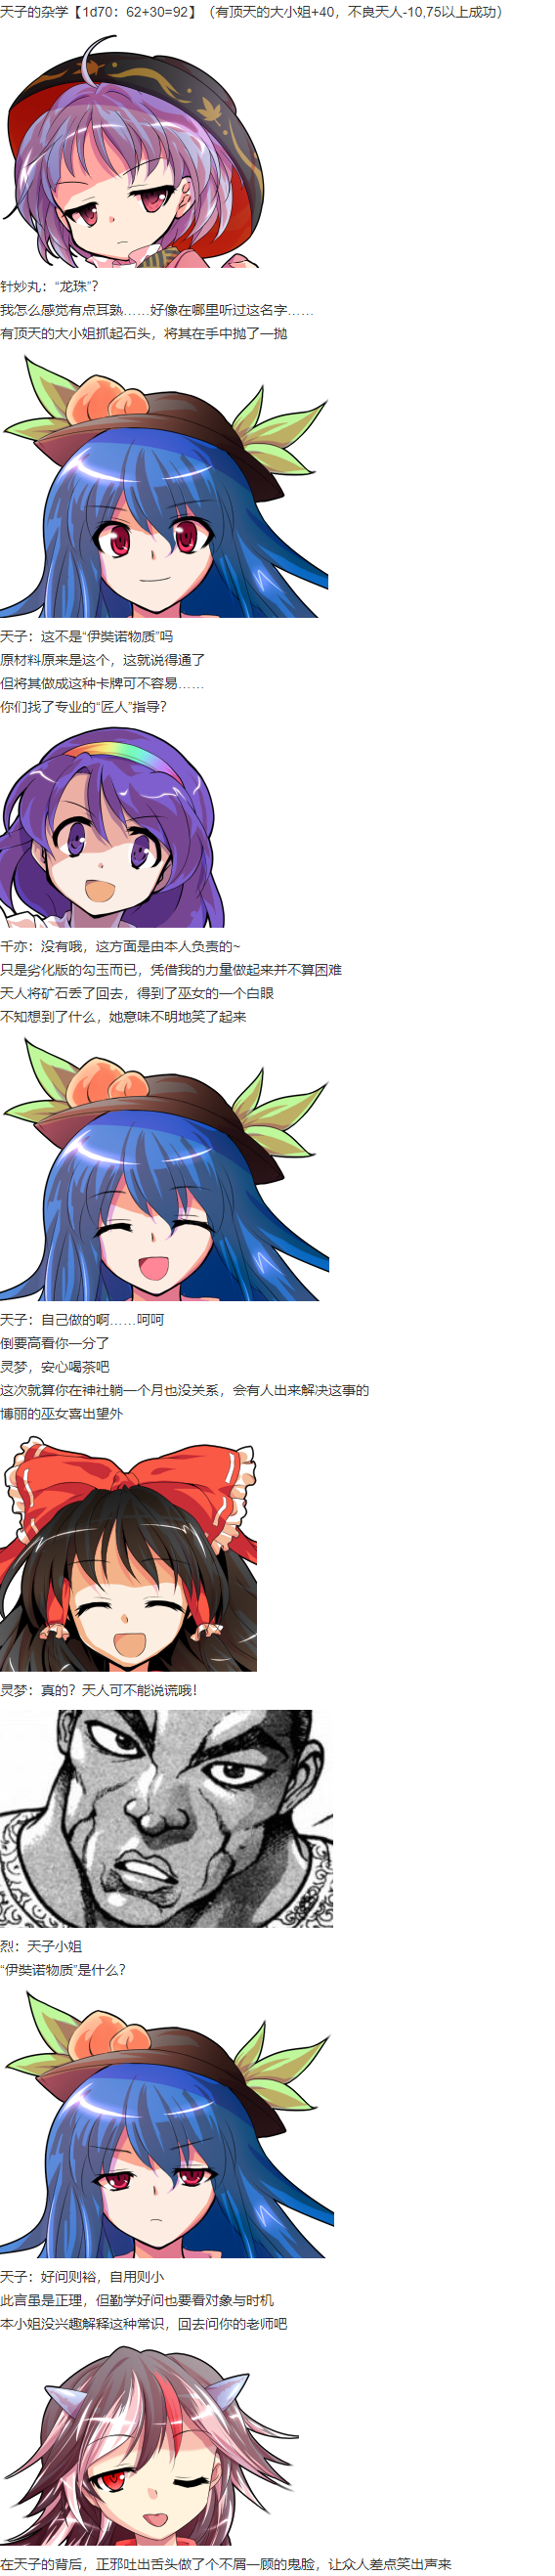 天子的杂学【1d70：62+30=92】（有顶天的大小姐+40，不良天人-10,75以上成功）
针妙丸：“龙珠”？
我怎么感觉有点耳熟……好像在哪里听过这名字……
有顶天的大小姐抓起石头，将其在手中抛了一抛
天子：这不是“伊奘诺物质”吗
原材料原来是这个，这就说得通了
但将其做成这种卡牌可不容易……
你们找了专业的“匠人”指导？
千亦：没有哦，这方面是由本人负责的~
只是劣化版的勾玉而已，凭借我的力量做起来并不算困难
天人将矿石丢了回去，得到了巫女的一个白眼
不知想到了什么，她意味不明地笑了起来
天子：自己做的啊……呵呵
倒要高看你一分了
灵梦，安心喝茶吧
这次就算你在神社躺一个月也没关系，会有人出来解决这事的
博丽的巫女喜出望外
灵梦：真的？天人可不能说谎哦！
烈：天子小姐
“伊奘诺物质”是什么？
天子：好问则裕，自用则小
此言虽是正理，但勤学好问也要看对象与时机
本小姐没兴趣解释这种常识，回去问你的老师吧
在天子的背后，正邪吐出舌头做了个不屑一顾的鬼脸，让众人差点笑出声来